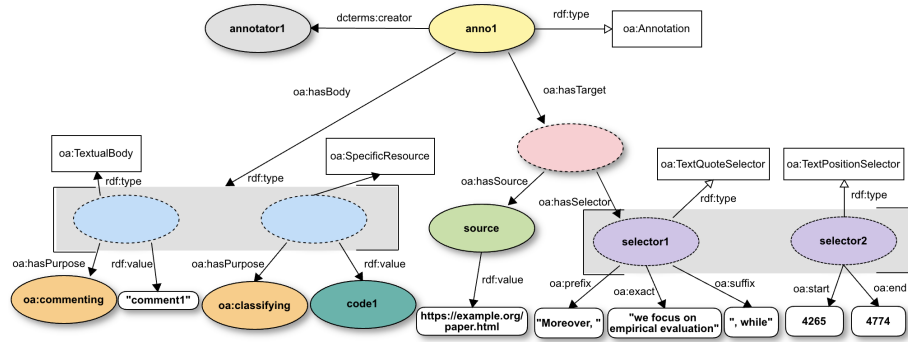 annotator1
dcterms:creator
anno1
rdf:type
oa:Annotation
oa:hasBody
oa:hasTarget
oa:TextualBody
rdf:type
oa:SpecificResource
rdf:type
oa:TextQuoteSelector
rdf:type
oa:TextPositionSelector
rdf:type
oa:hasSource
oa:hasSelector
source
selector1
selector2
oa:hasPurpose
rdf:value
oa:hasPurpose
rdf:value
rdf:value
oa:prefix
oa:exact
oa:suffix
oa:start
oa:end
oa:commenting
"comment1"
oa:classifying
code1
https://example.org/
paper.html
"Moreover, "
"we focus on
empirical evaluation"
", while"
4265
4774